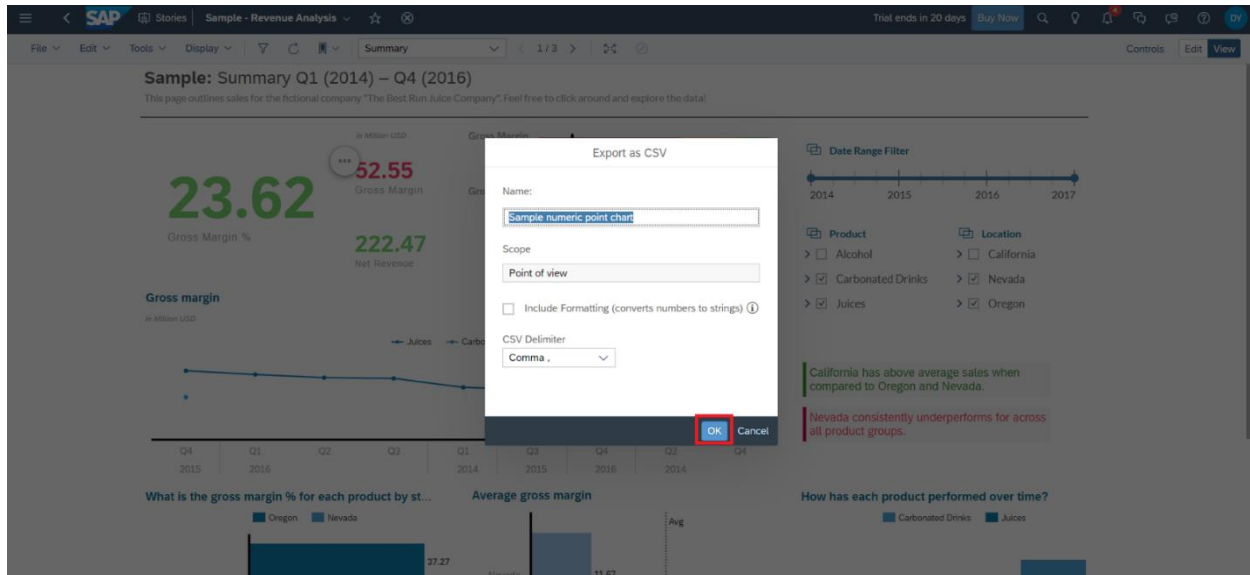 SAP Stories Sample - Revenue Analysis Trial ends in 20 days Buy Now 4 DY
File Edit Tools Display Summary 1/3 Controls Edit View
Sample: Summary Q1 (2014) – Q4 (2016)
This page outlines sales for the fictional company "The Best Run Juice Company". Feel free to click around and explore the data!
in Million USD
Gross Margin
52.55
Gross Margin
23.62
Gross Margin %
222.47
Net Revenue
Export as CSV
Name:
Sample numeric point chart
Scope
Point of view
Include Formatting (converts numbers to strings)
CSV Delimiter
Comma ,
OK Cancel
Date Range Filter
2014 2015 2016 2017
Product Location
Alcohol California
Carbonated Drinks Nevada
Juices Oregon
California has above average sales when
compared to Oregon and Nevada.
Nevada consistently underperforms for across
all product groups.
Gross margin
in Million USD
Juices
Q4 Q1 Q2 Q3 Q1 Q3 Q4 Q2 Q4
2015 2016 2014 2015 2016 2014
What is the gross margin % for each product by st...
Oregon Nevada
37.27
Average gross margin
Avg
Nevada 11.67
How has each product performed over time?
Carbonated Drinks Juices